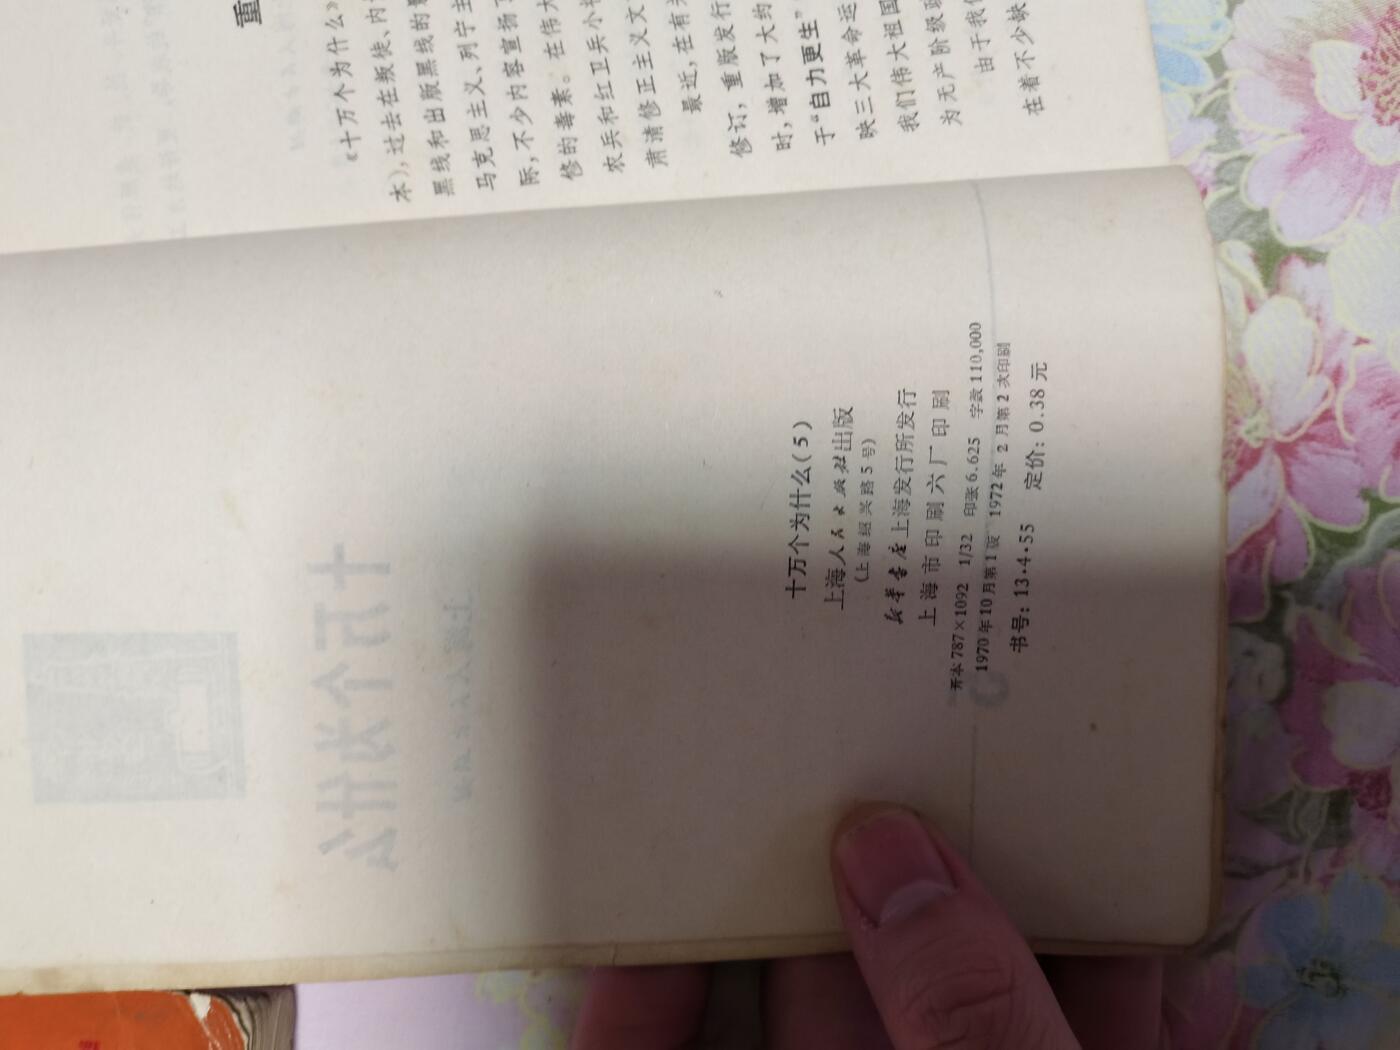 十万个为什么(5)
上海人民出版社出版
(上海绍兴路5号)
新华书店上海发行所发行
上海市印刷六厂印刷
开本 787×1092 1/32 印张 6.625 字数 110,000
1970年10月第1版 1972年2月第2次印刷
书号: 13·4·55 定价: 0.38元
重
《十万个为什么》
本),过去在叛徒、内
黑线和出版黑线的
马克思主义、列宁主
际,不少内容宣扬
修的毒素。在伟大
农兵和红卫兵小
肃清修正主义文
最近,在有关
修订,重版发行
时,增加了大约
于“自力更生”
映三大革命运
我们伟大祖国
为无产阶级
由于我们
在着不少缺